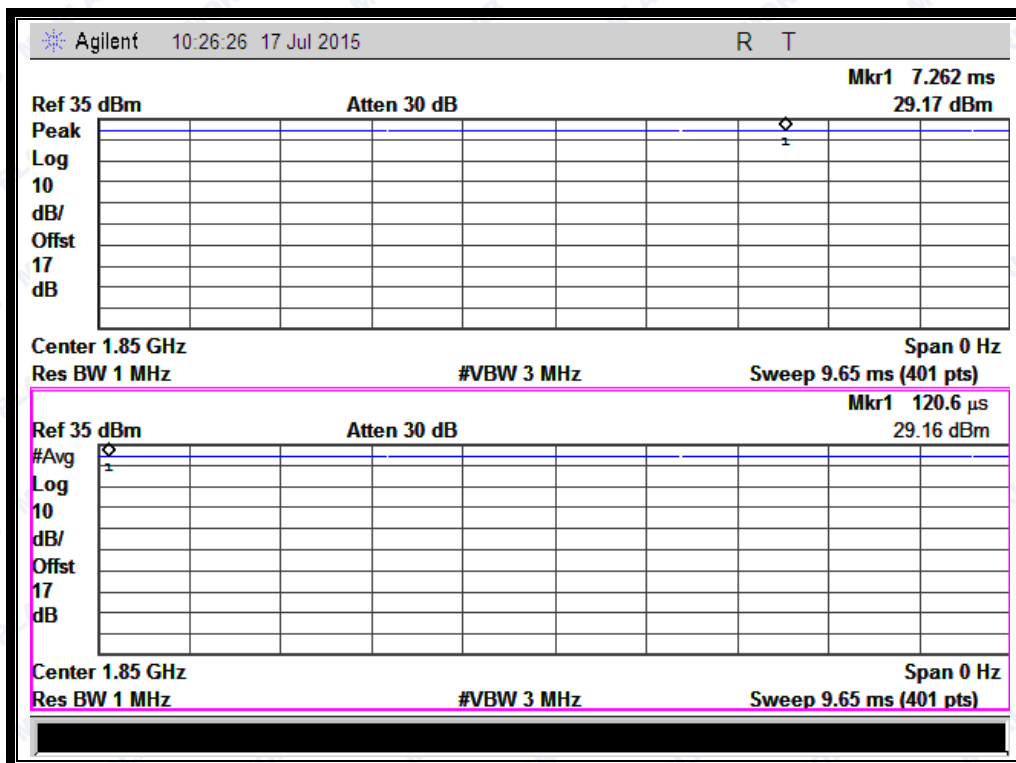 Agilent 10:26:26 17 Jul 2015 R T
Mkr1 7.262 ms
Ref 35 dBm Atten 30 dB 29.17 dBm
Peak
1
Log
10
dB/
Offst
17
dB
Center 1.85 GHz Span 0 Hz
Res BW 1 MHz #VBW 3 MHz Sweep 9.65 ms (401 pts)
Mkr1 120.6 µs
Ref 35 dBm Atten 30 dB 29.16 dBm
#Avg
1
Log
10
dB/
Offst
17
dB
Center 1.85 GHz Span 0 Hz
Res BW 1 MHz #VBW 3 MHz Sweep 9.65 ms (401 pts)